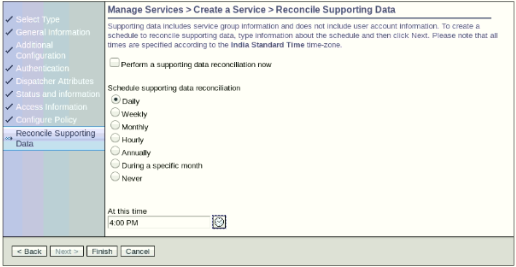 Manage Services > Create a Service > Reconcile Supporting Data
Select Type
General Information
Additional
Configuration
Authentication
Dispatcher Attributes
Status and information
Access Information
Configure Policy
Reconcile Supporting
Data
Supporting data includes service group information and does not include user account information. To create a
schedule to reconcile supporting data, type information about the schedule and then click Next. Please note that all
times are specified according to the India Standard Time time-zone.
Perform a supporting data reconciliation now
Schedule supporting data reconciliation
Daily
Weekly
Monthly
Hourly
Annually
During a specific month
Never
At this time
4:00 PM
< Back Next > Finish Cancel